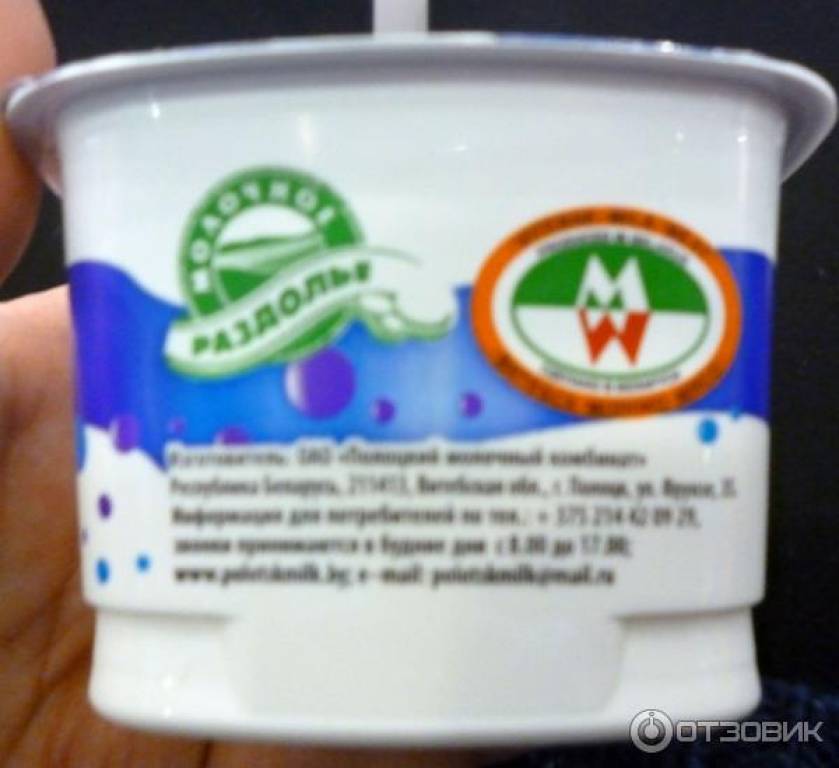 МОЛОЧНОЕ
РАЗДОЛЬЕ
M
W
Изготовитель: ОАО «Полоцкий молочный комбинат»
Республика Беларусь, 211413, Витебская обл., г. Полоцк, ул.
Информация для потребителей по тел.: + 375 214 42 09 29,
звонки принимаются в будние дни с 8.00 до 17.00;
www.polotskmilk.by; e-mail: polotskmilk@mail.ru
ОТЗОВИК